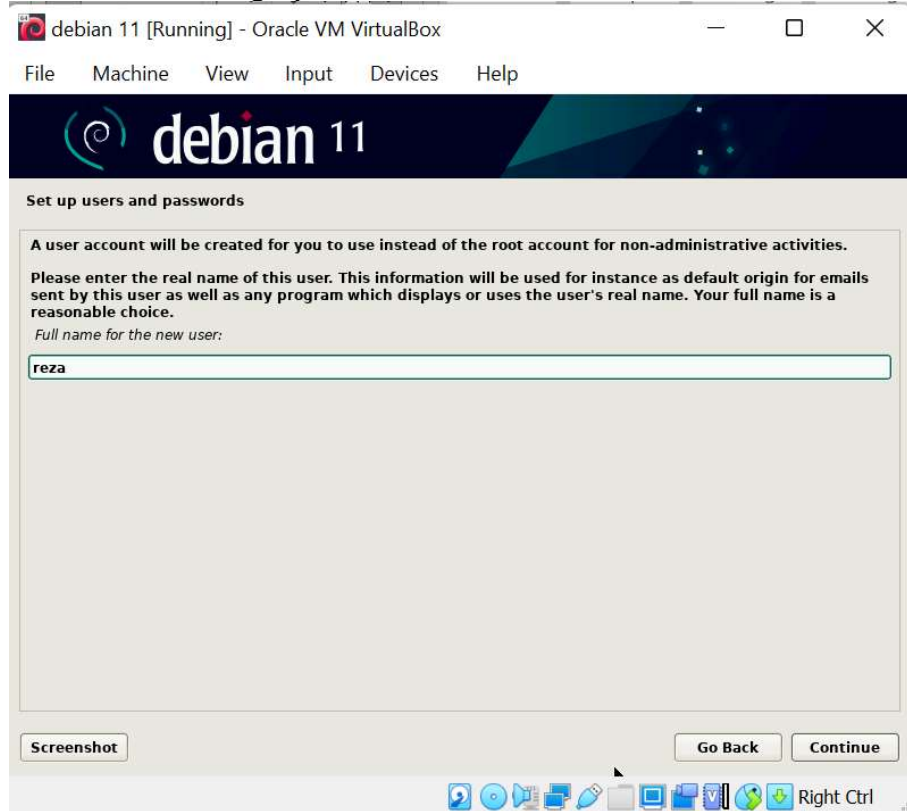 debian 11 [Running] - Oracle VM VirtualBox
File Machine View Input Devices Help
debian 11
Set up users and passwords
A user account will be created for you to use instead of the root account for non-administrative activities.
Please enter the real name of this user. This information will be used for instance as default origin for emails
sent by this user as well as any program which displays or uses the user's real name. Your full name is a
reasonable choice.
Full name for the new user:
reza
Screenshot Go Back Continue
Right Ctrl